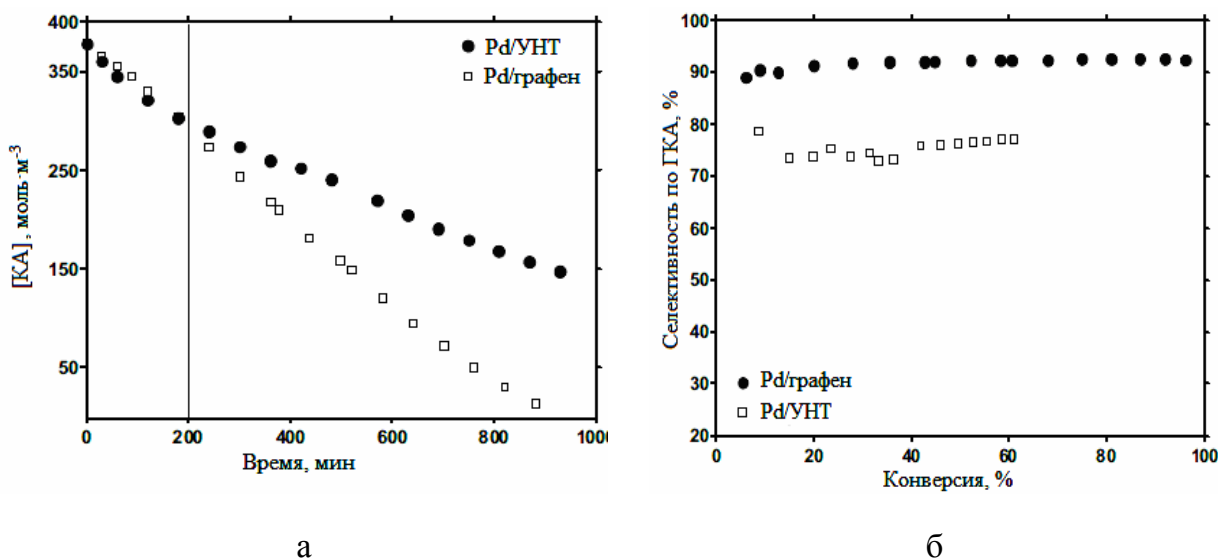 400
350
250
150
50
[КА], моль·м⁻³
Pd/УНТ
Pd/графен
0
200
400
600
800
1000
Время, мин
а
100
90
80
70
60
50
40
30
20
Селективность по ГКА, %
Pd/графен
Pd/УНТ
0
20
40
60
80
100
Конверсия, %
б